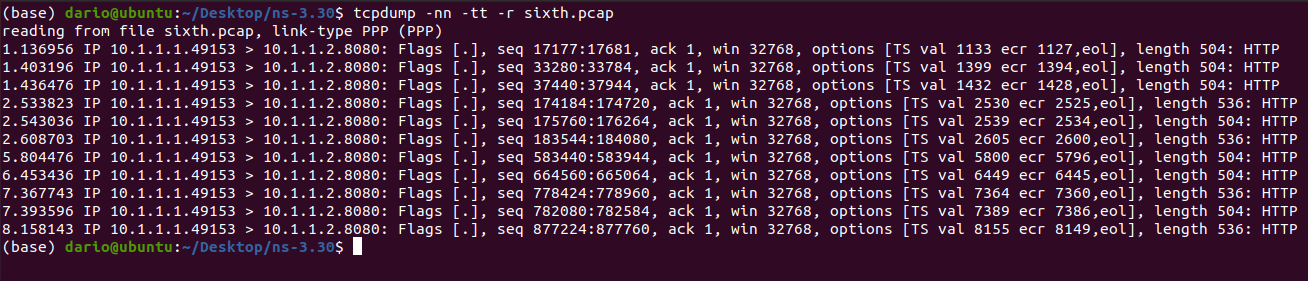 (base) dario@ubuntu:~/Desktop/ns-3.30$ tcpdump -nn -tt -r sixth.pcap
reading from file sixth.pcap, link-type PPP (PPP)
1.136956 IP 10.1.1.1.49153 > 10.1.1.2.8080: Flags [.], seq 17177:17681, ack 1, win 32768, options [TS val 1133 ecr 1127,eol], length 504: HTTP
1.403196 IP 10.1.1.1.49153 > 10.1.1.2.8080: Flags [.], seq 33280:33784, ack 1, win 32768, options [TS val 1399 ecr 1394,eol], length 504: HTTP
1.436476 IP 10.1.1.1.49153 > 10.1.1.2.8080: Flags [.], seq 37440:37944, ack 1, win 32768, options [TS val 1432 ecr 1428,eol], length 504: HTTP
2.533823 IP 10.1.1.1.49153 > 10.1.1.2.8080: Flags [.], seq 174184:174720, ack 1, win 32768, options [TS val 2530 ecr 2525,eol], length 536: HTTP
2.543036 IP 10.1.1.1.49153 > 10.1.1.2.8080: Flags [.], seq 175760:176264, ack 1, win 32768, options [TS val 2539 ecr 2534,eol], length 504: HTTP
2.608703 IP 10.1.1.1.49153 > 10.1.1.2.8080: Flags [.], seq 183544:184080, ack 1, win 32768, options [TS val 2605 ecr 2600,eol], length 536: HTTP
5.804476 IP 10.1.1.1.49153 > 10.1.1.2.8080: Flags [.], seq 583440:583944, ack 1, win 32768, options [TS val 5800 ecr 5796,eol], length 504: HTTP
6.453436 IP 10.1.1.1.49153 > 10.1.1.2.8080: Flags [.], seq 664560:665064, ack 1, win 32768, options [TS val 6449 ecr 6445,eol], length 504: HTTP
7.367743 IP 10.1.1.1.49153 > 10.1.1.2.8080: Flags [.], seq 778424:778960, ack 1, win 32768, options [TS val 7364 ecr 7360,eol], length 536: HTTP
7.393596 IP 10.1.1.1.49153 > 10.1.1.2.8080: Flags [.], seq 782080:782584, ack 1, win 32768, options [TS val 7389 ecr 7386,eol], length 504: HTTP
8.158143 IP 10.1.1.1.49153 > 10.1.1.2.8080: Flags [.], seq 877224:877760, ack 1, win 32768, options [TS val 8155 ecr 8149,eol], length 536: HTTP
(base) dario@ubuntu:~/Desktop/ns-3.30$